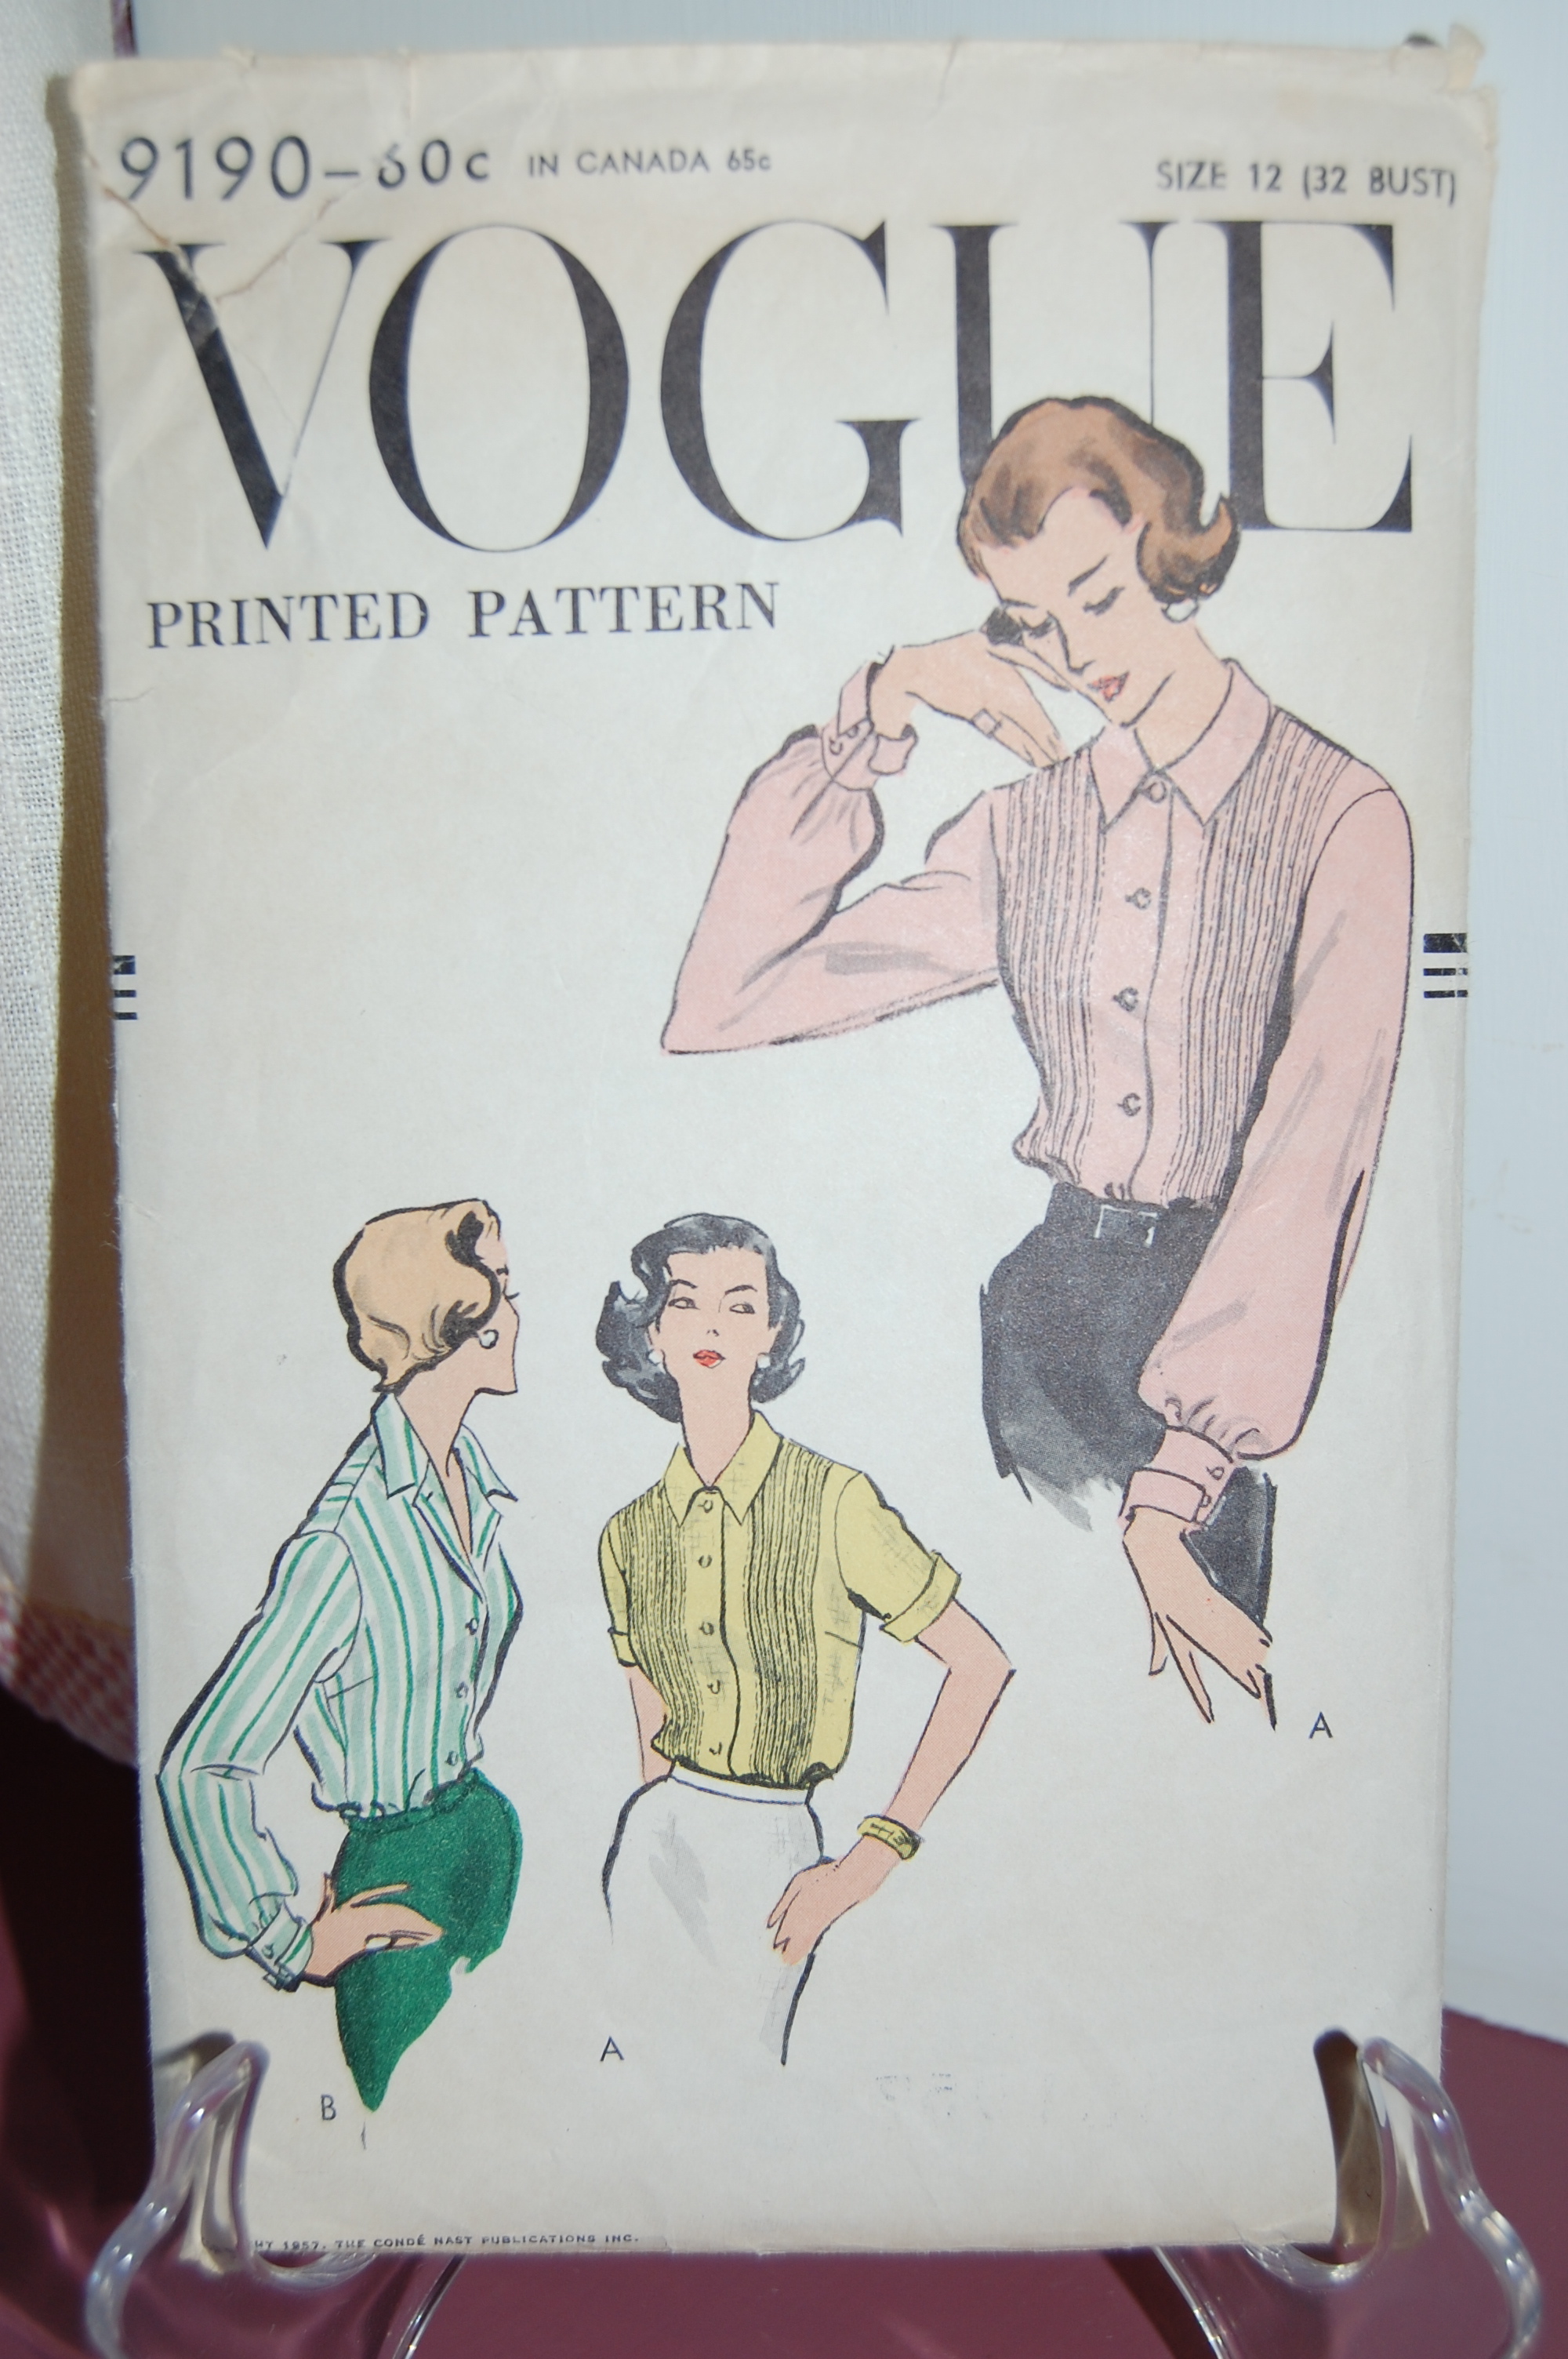 9190-60c IN CANADA 65c SIZE 12 (32 BUST)
VOGUE
PRINTED PATTERN
A
A
B
1957, THE CONDÉ NAST PUBLICATIONS INC.